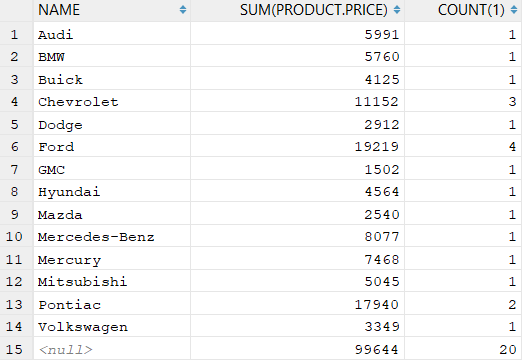 NAME SUM(PRODUCT.PRICE) COUNT(1)
1 Audi 5991 1
2 BMW 5760 1
3 Buick 4125 1
4 Chevrolet 11152 3
5 Dodge 2912 1
6 Ford 19219 4
7 GMC 1502 1
8 Hyundai 4564 1
9 Mazda 2540 1
10 Mercedes-Benz 8077 1
11 Mercury 7468 1
12 Mitsubishi 5045 1
13 Pontiac 17940 2
14 Volkswagen 3349 1
15 <null> 99644 20